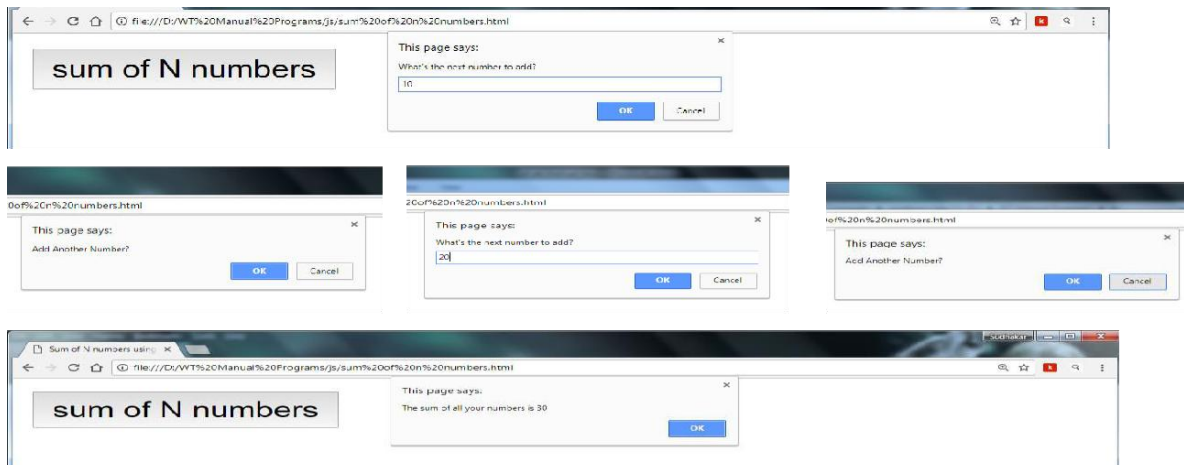 file:///D:/WT%20Manual%20Programs/js/sum%20of%20n%20numbers.html
sum of N numbers
This page says:
What's the next number to add?
10
OK Cancel
0of%20n%20numbers.html
This page says:
Add Another Number?
OK Cancel
20of%20n%20numbers.html
This page says:
What's the next number to add?
20
OK Cancel
of%20n%20numbers.html
This page says:
Add Another Number?
OK Cancel
Sudhakar
Sum of N numbers using
file:///D:/WT%20Manual%20Programs/js/sum%20of%20n%20numbers.html
sum of N numbers
This page says:
The sum of all your numbers is 30
OK